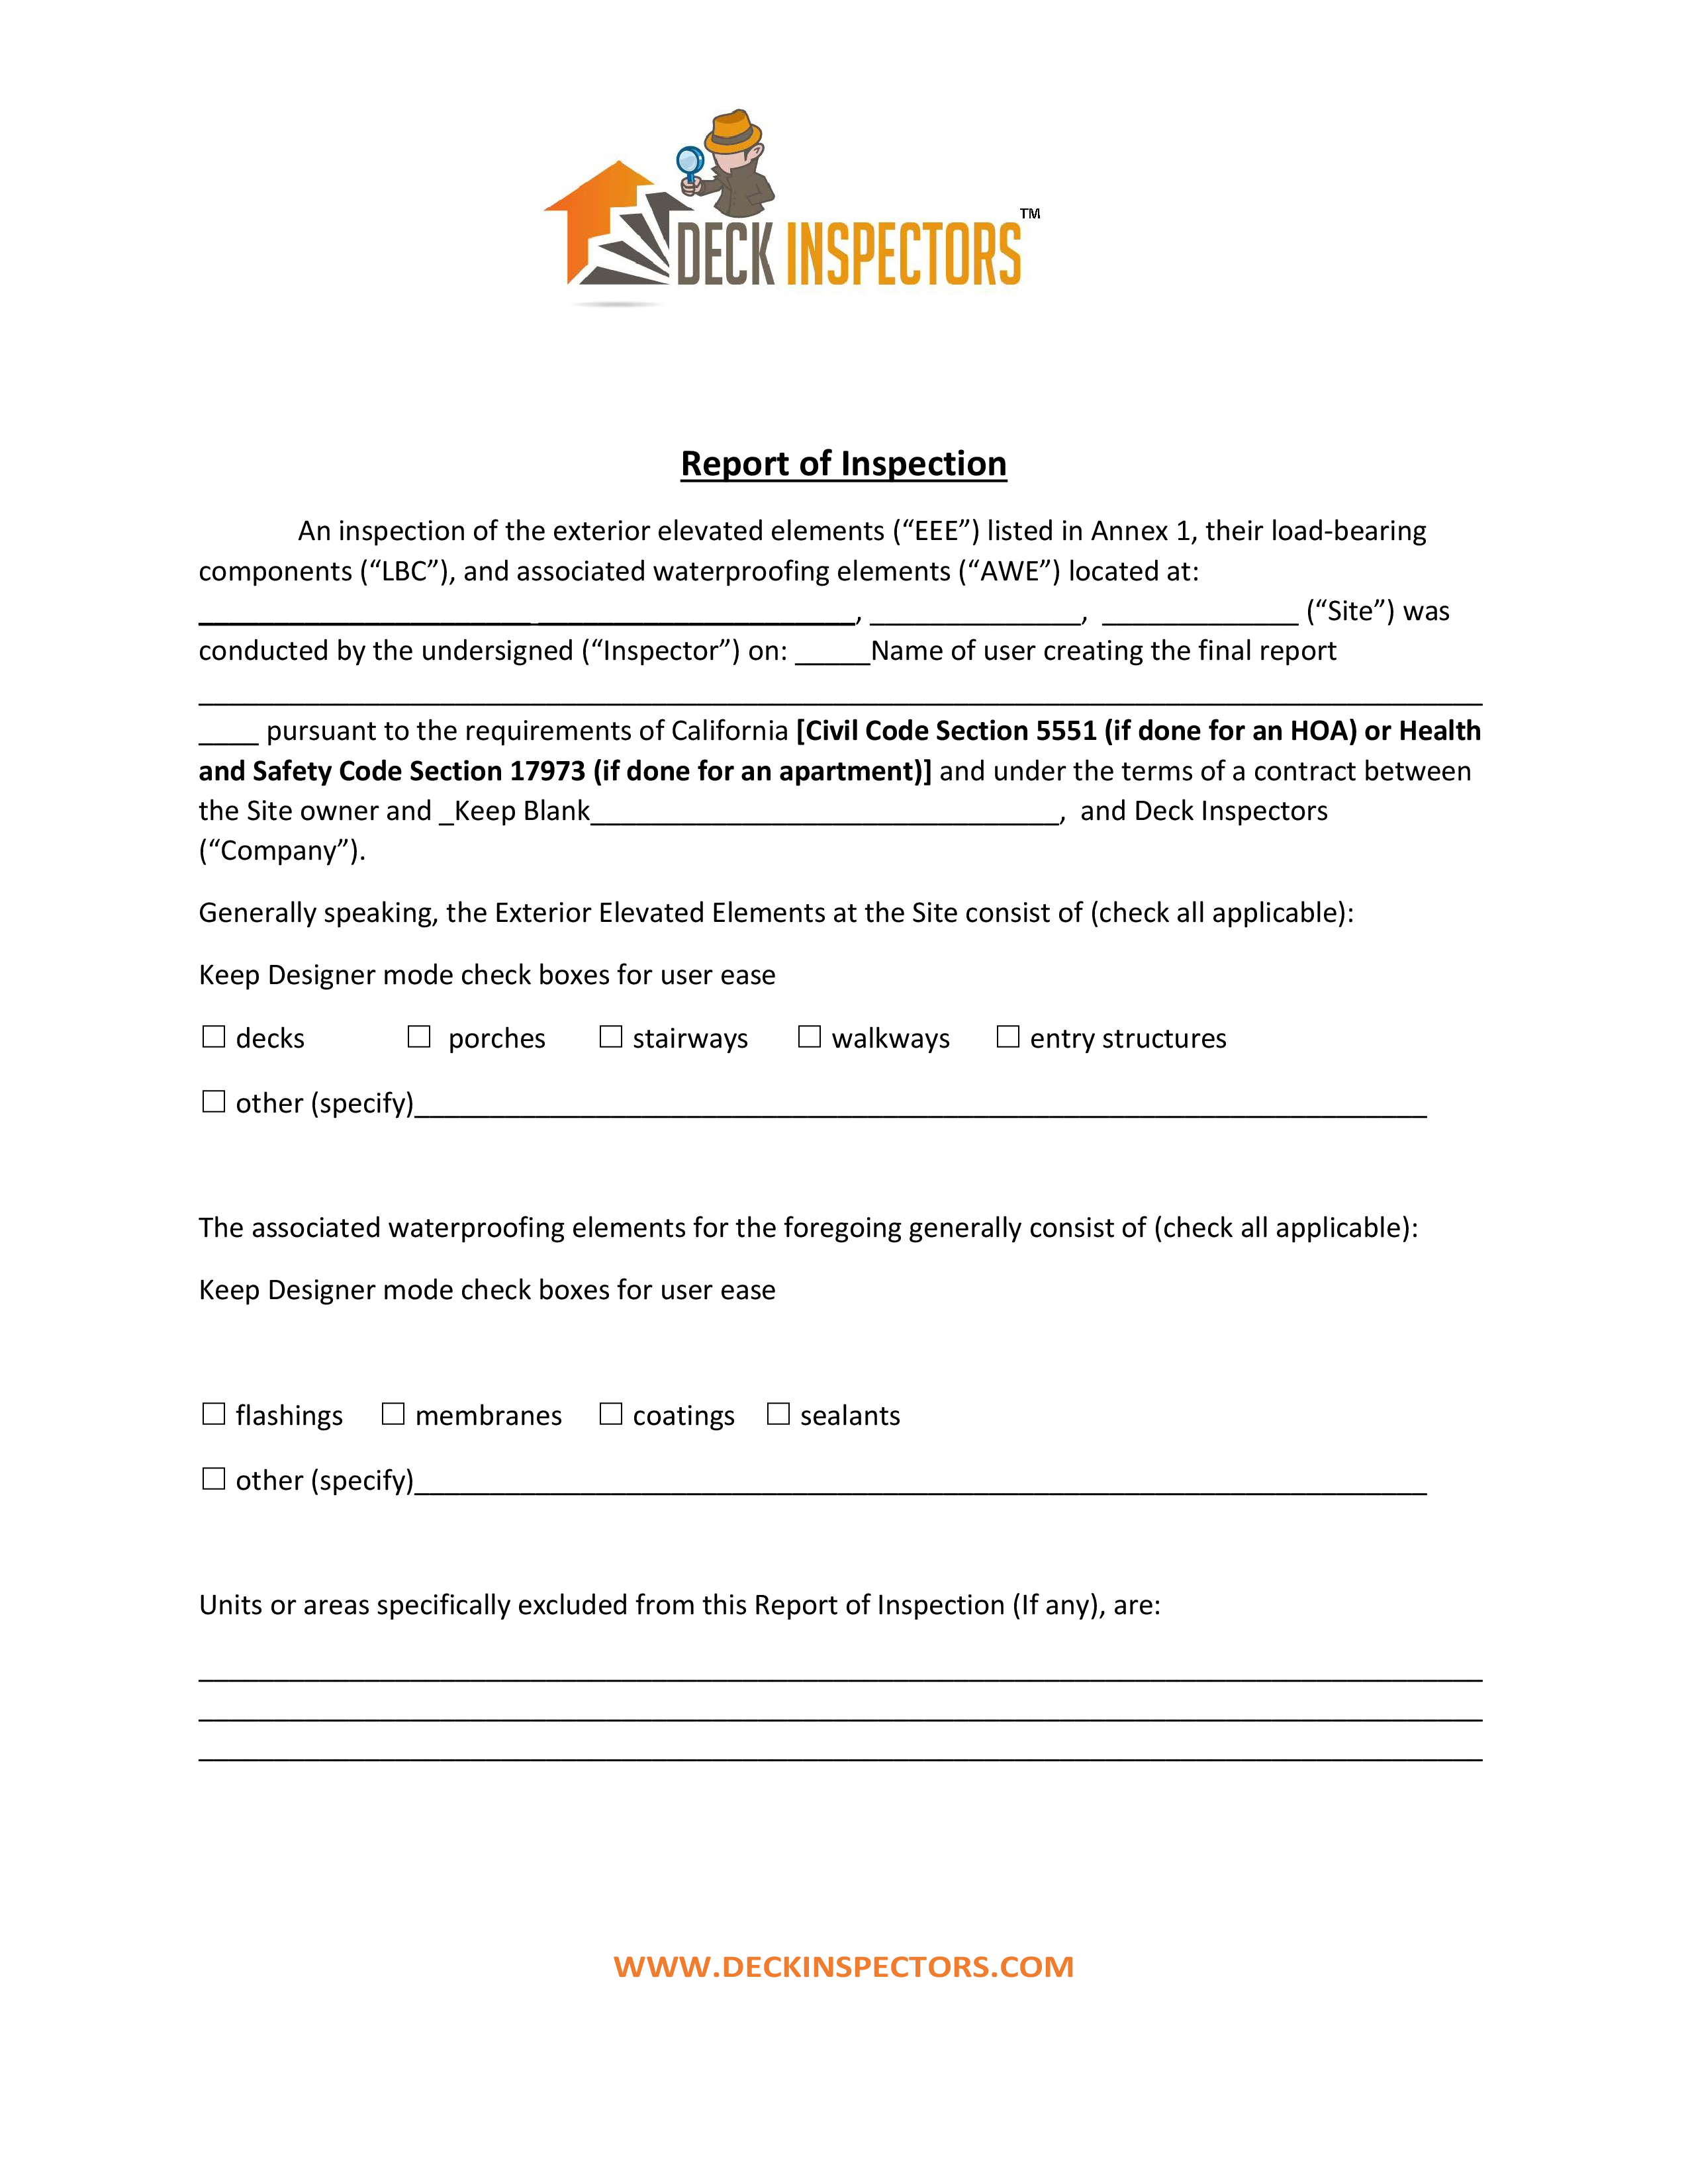 DECK INSPECTORS™
Report of Inspection
An inspection of the exterior elevated elements (“EEE”) listed in Annex 1, their load-bearing
components (“LBC”), and associated waterproofing elements (“AWE”) located at:
______________________ _____________________, ______________, _____________ (“Site”) was
conducted by the undersigned (“Inspector”) on: _____Name of user creating the final report
_____________________________________________________________________________________
____ pursuant to the requirements of California [Civil Code Section 5551 (if done for an HOA) or Health
and Safety Code Section 17973 (if done for an apartment)] and under the terms of a contract between
the Site owner and _Keep Blank_______________________________, and Deck Inspectors
(“Company”).
Generally speaking, the Exterior Elevated Elements at the Site consist of (check all applicable):
Keep Designer mode check boxes for user ease
☐ decks ☐ porches ☐ stairways ☐ walkways ☐ entry structures
☐ other (specify)___________________________________________________________________
The associated waterproofing elements for the foregoing generally consist of (check all applicable):
Keep Designer mode check boxes for user ease
☐ flashings ☐ membranes ☐ coatings ☐ sealants
☐ other (specify)___________________________________________________________________
Units or areas specifically excluded from this Report of Inspection (If any), are:
_____________________________________________________________________________________
_____________________________________________________________________________________
_____________________________________________________________________________________
WWW.DECKINSPECTORS.COM